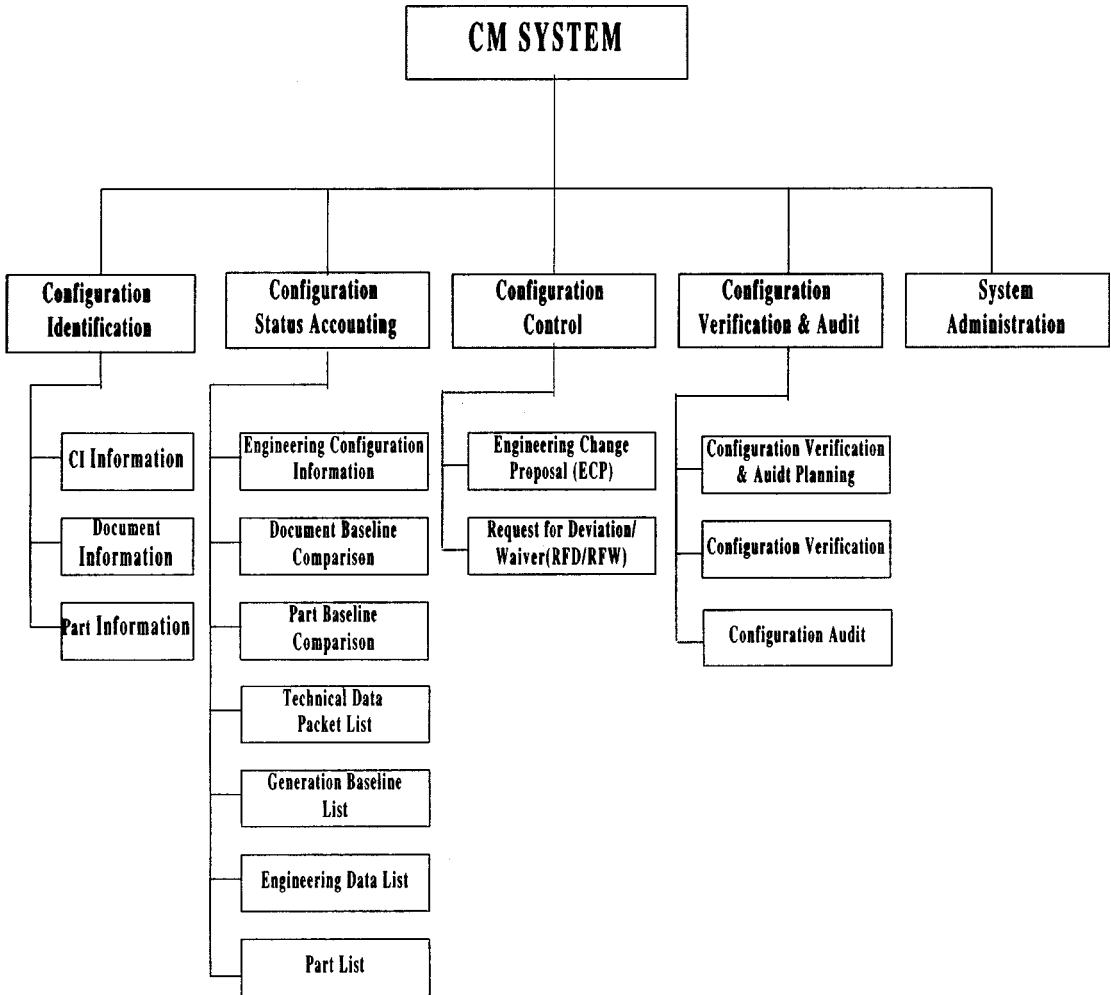 CM SYSTEM
Configuration
Identification
Configuration
Status Accounting
Configuration
Control
Configuration
Verification & Audit
System
Administration
CI Information
Document
Information
Part Information
Engineering Configuration
Information
Document Baseline
Comparison
Part Baseline
Comparison
Technical Data
Packet List
Generation Baseline
List
Engineering Data List
Part List
Engineering Change
Proposal (ECP)
Request for Deviation/
Waiver(RFD/RFW)
Configuration Verification
& Auidt Planning
Configuration Verification
Configuration Audit